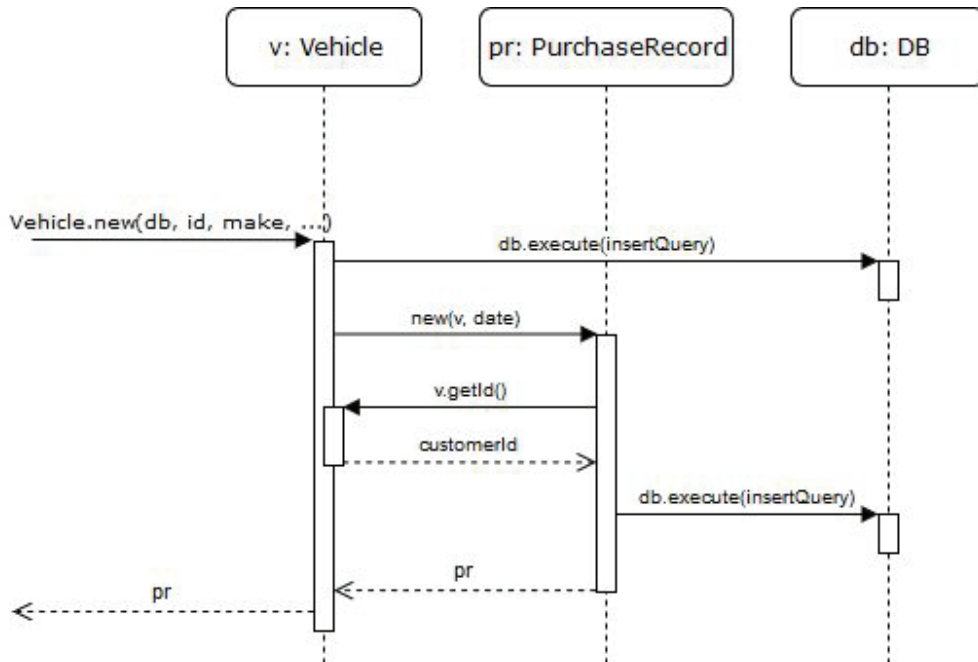 v: Vehicle
pr: PurchaseRecord
db: DB
Vehicle.new(db, id, make, ...)
db.execute(insertQuery)
new(v, date)
v.getId()
customerId
db.execute(insertQuery)
pr
pr